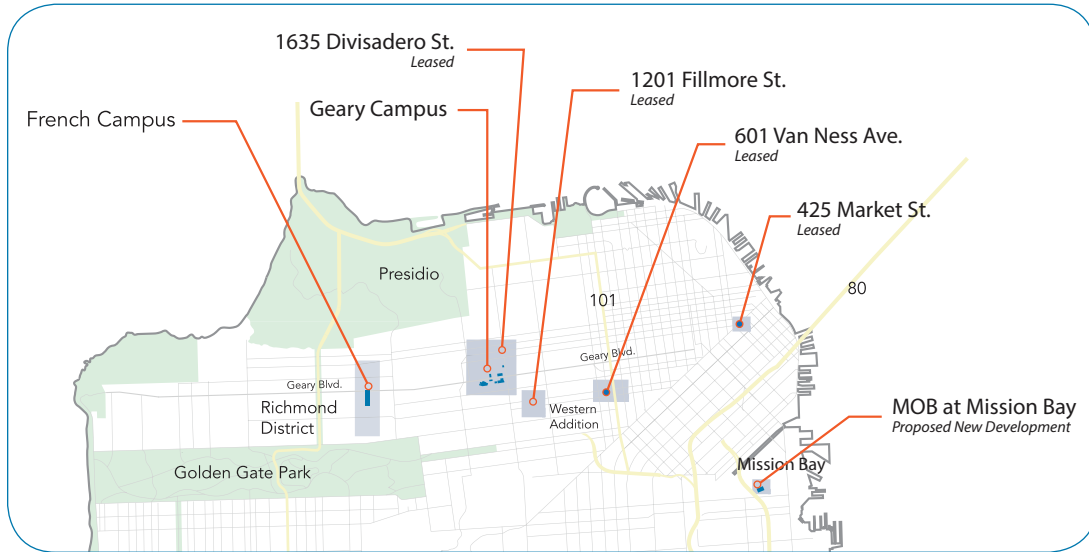 1635 Divisadero St.
Leased
1201 Fillmore St.
Leased
Geary Campus
French Campus
601 Van Ness Ave.
Leased
425 Market St.
Leased
Presidio
80
101
Geary Blvd.
Geary Blvd.
Richmond
District
Western
Addition
MOB at Mission Bay
Proposed New Development
Mission Bay
Golden Gate Park